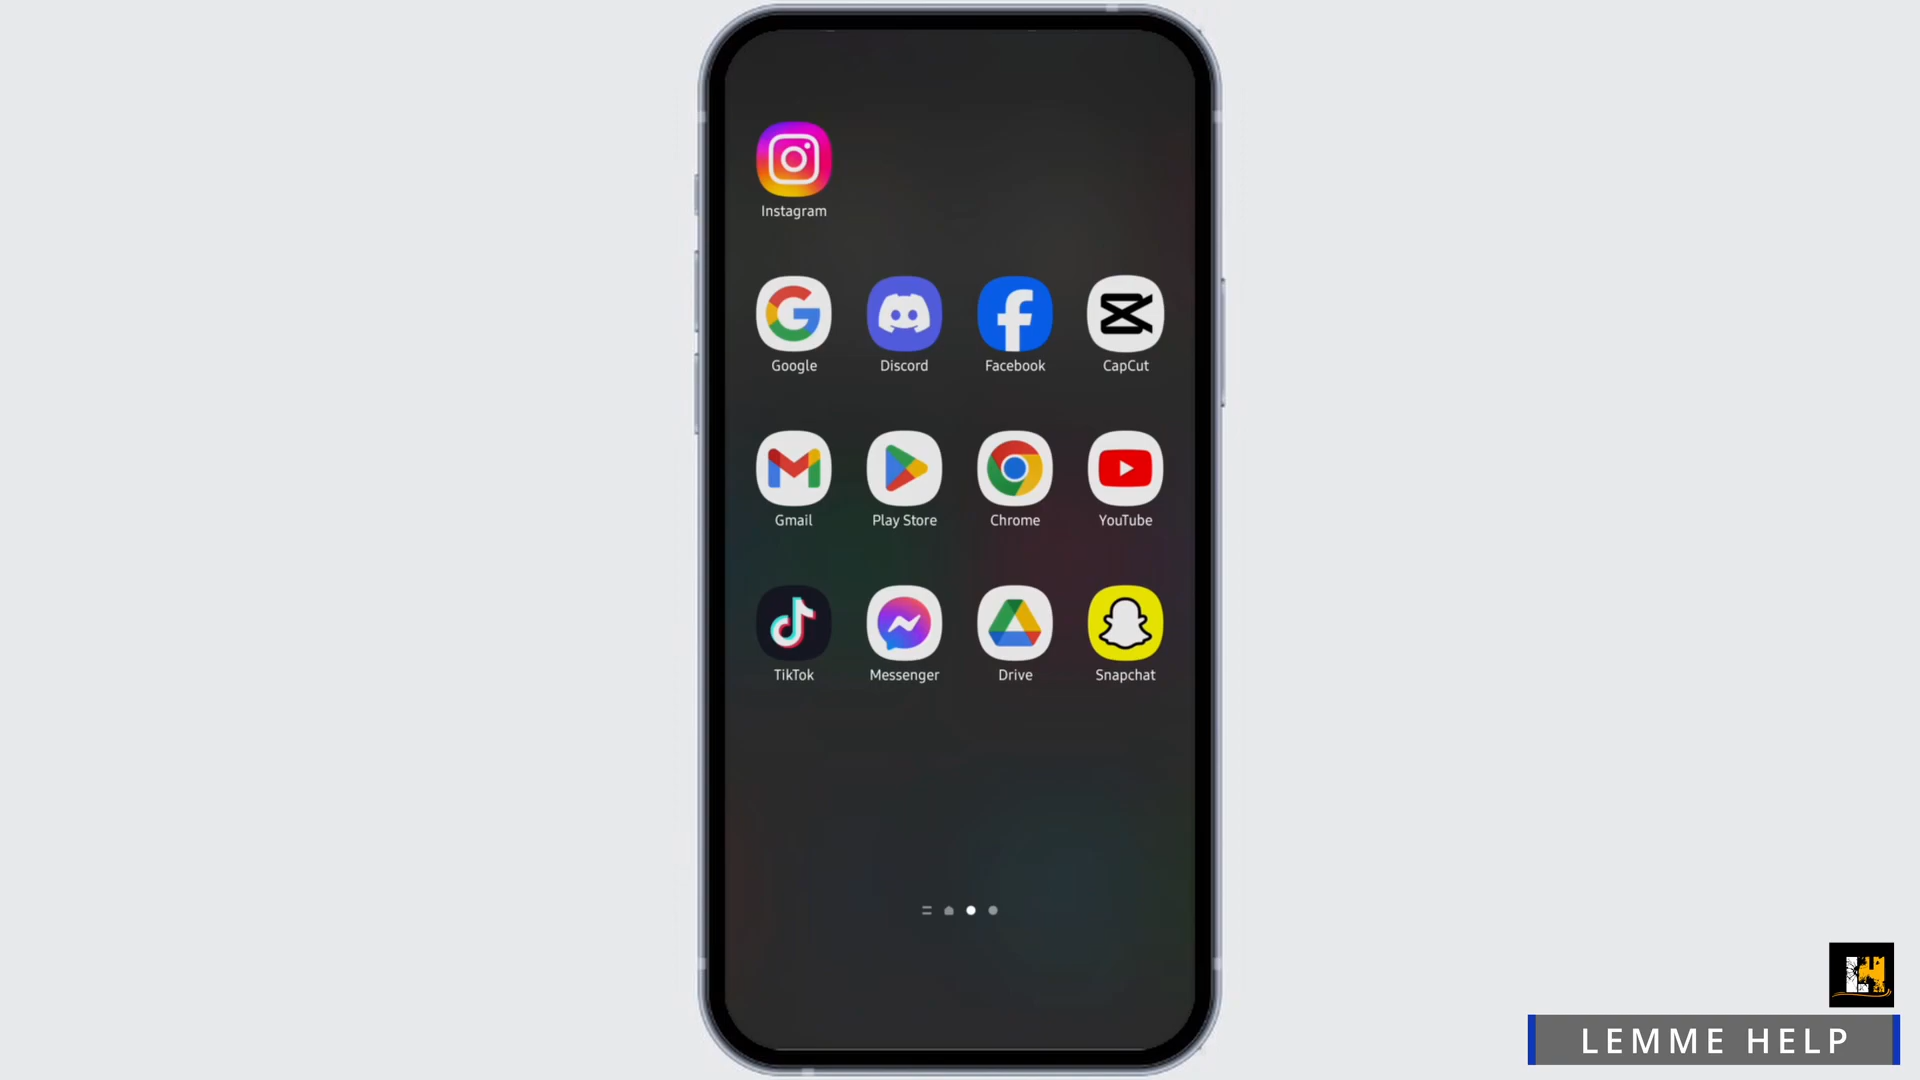 Instagram
Google Discord Facebook CapCut
Gmail Play Store Chrome YouTube
TikTok Messenger Drive Snapchat
LEMME HELP